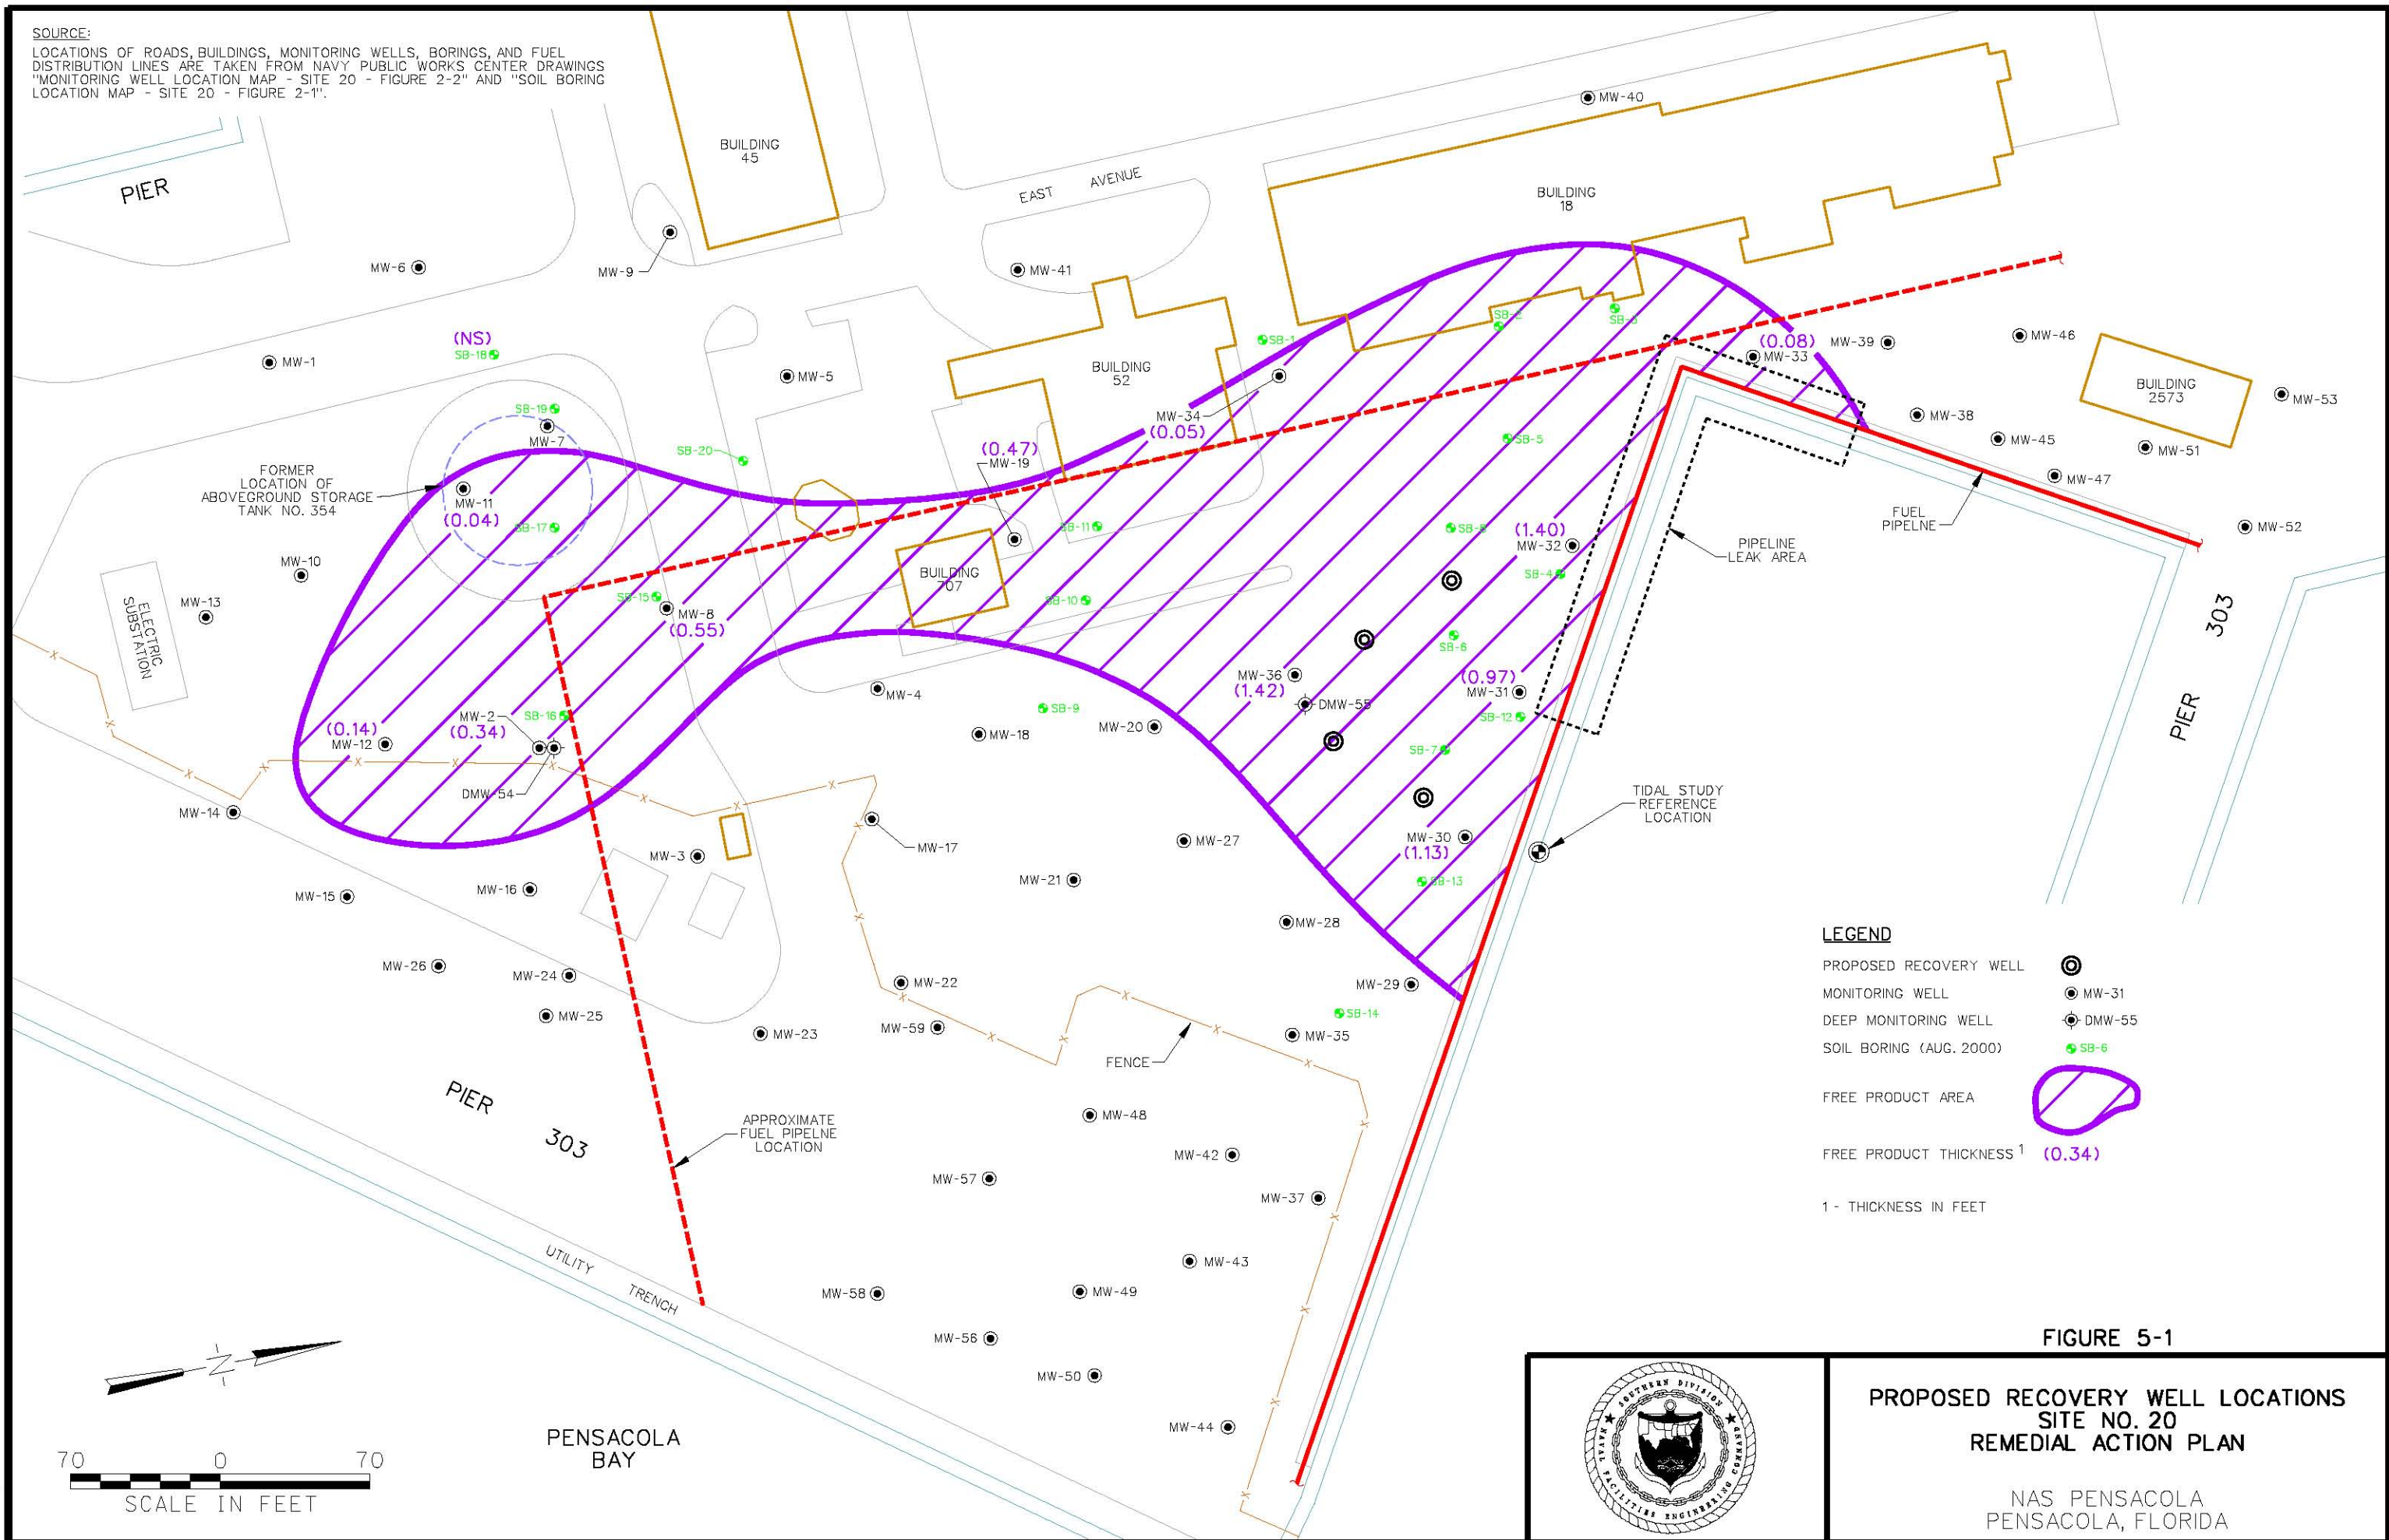 SOURCE:
LOCATIONS OF ROADS, BUILDINGS, MONITORING WELLS, BORINGS, AND FUEL
DISTRIBUTION LINES ARE TAKEN FROM NAVY PUBLIC WORKS CENTER DRAWINGS
"MONITORING WELL LOCATION MAP - SITE 20 - FIGURE 2-2" AND "SOIL BORING
LOCATION MAP - SITE 20 - FIGURE 2-1".
PIER
BUILDING
45
EAST AVENUE
MW-40
BUILDING
18
MW-6
MW-9
MW-41
MW-1
(NS)
SB-18
MW-5
BUILDING
52
SB-1
SB-2
(0.08)
MW-33
MW-39
MW-46
BUILDING
2573
MW-53
SB-19
MW-7
MW-34
(0.05)
MW-38
MW-45
MW-51
MW-47
SB-20
(0.47)
MW-19
SB-5
FORMER
LOCATION OF
ABOVEGROUND STORAGE
TANK NO. 354
MW-11
(0.04)
SB-17
SB-11
(1.40)
MW-32
FUEL
PIPELNE
MW-52
PIPELINE
LEAK AREA
MW-10
MW-13
ELECTRIC
SUBSTATION
BUILDING
707
SB-4
SB-15
MW-8
(0.55)
SB-10
SB-6
303
PIER
MW-36
(1.42)
DMW-55
(0.97)
MW-31
SB-12
MW-4
SB-9
MW-18
MW-20
SB-7
(0.14)
MW-12
MW-2
(0.34)
SB-16
DMW-54
MW-14
MW-17
MW-27
MW-30
(1.13)
TIDAL STUDY
REFERENCE
LOCATION
MW-3
MW-16
MW-15
MW-21
SB-13
MW-28
MW-26
MW-24
MW-25
MW-22
MW-29
MW-23
MW-59
SB-14
MW-35
FENCE
PIER
303
APPROXIMATE
FUEL PIPELNE
LOCATION
MW-48
MW-42
MW-57
MW-37
MW-43
MW-58
MW-49
MW-56
MW-50
MW-44
UTILITY TRENCH
LEGEND
PROPOSED RECOVERY WELL
MONITORING WELL MW-31
DEEP MONITORING WELL DMW-55
SOIL BORING (AUG. 2000) SB-6
FREE PRODUCT AREA
FREE PRODUCT THICKNESS 1 (0.34)
1 - THICKNESS IN FEET
N
70 0 70
SCALE IN FEET
PENSACOLA
BAY
FIGURE 5-1
SOUTHERN DIVISION
NAVAL FACILITIES ENGINEERING COMMAND
PROPOSED RECOVERY WELL LOCATIONS
SITE NO. 20
REMEDIAL ACTION PLAN
NAS PENSACOLA
PENSACOLA, FLORIDA